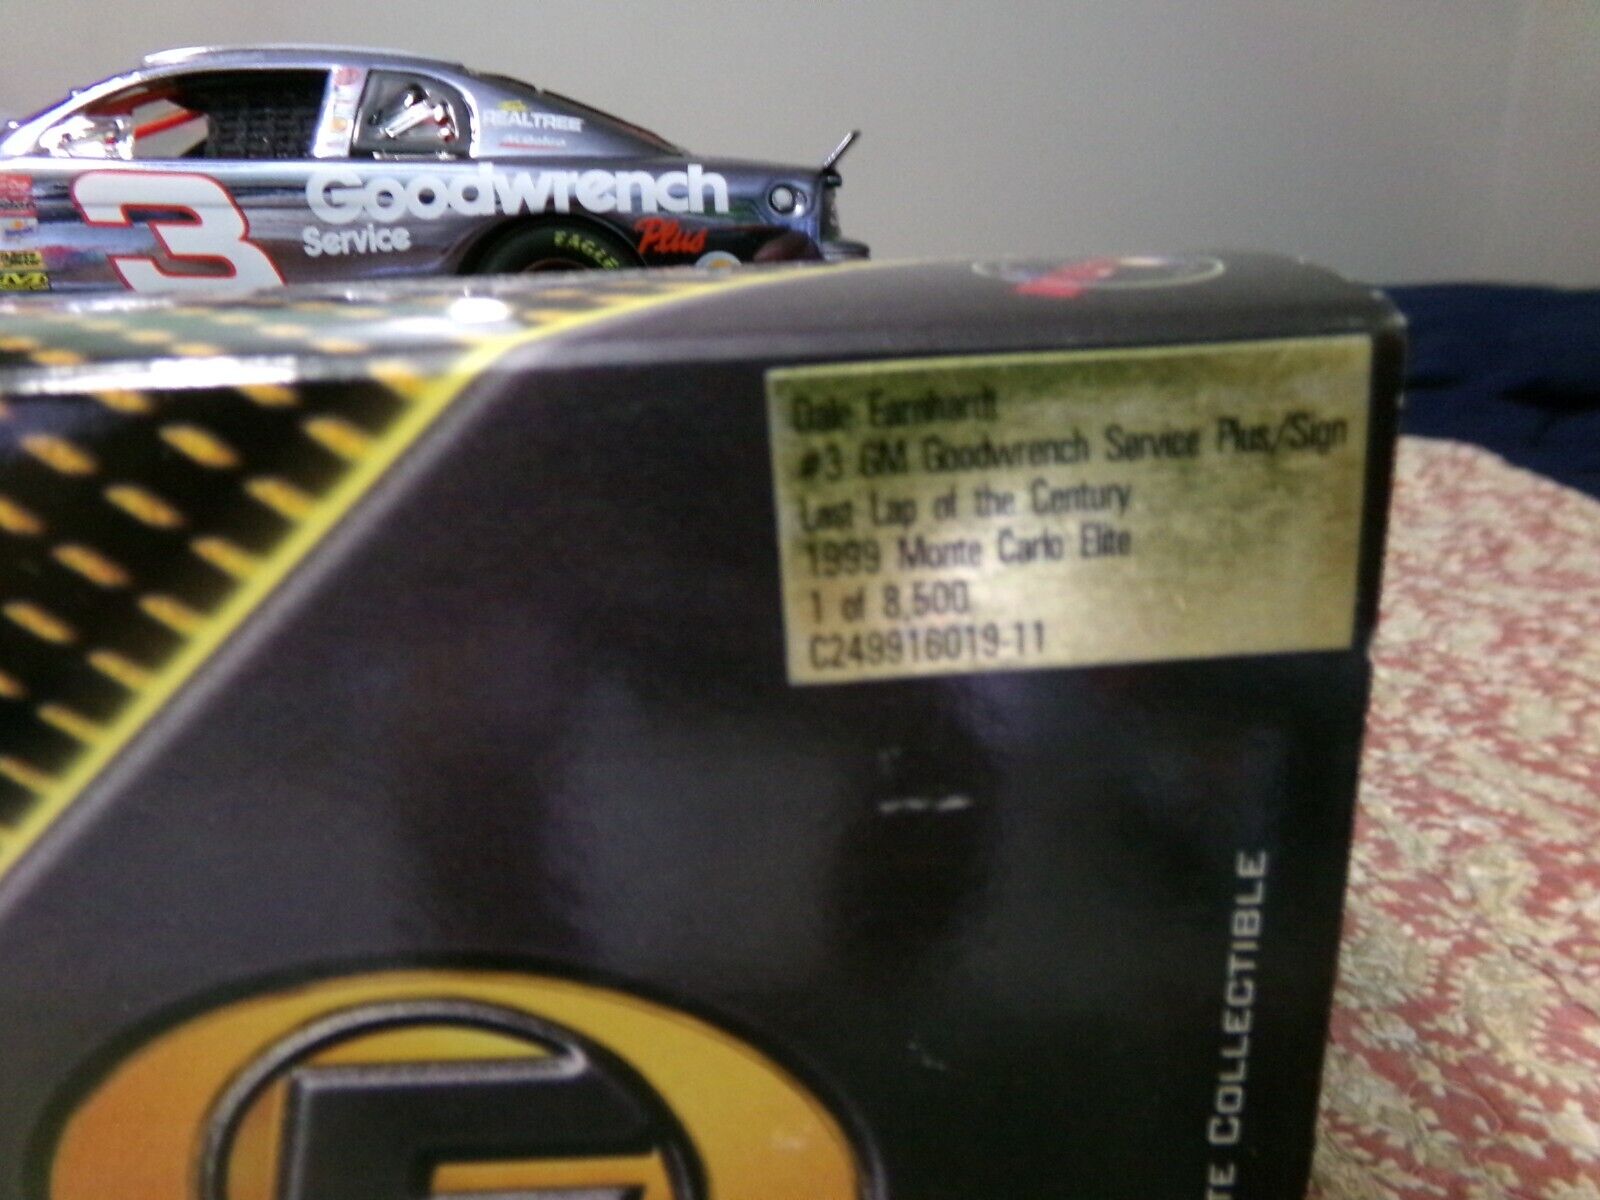 REALTREE
3
Goodwrench
Service
Plus
EAGLE
Dale Earnhardt
#3 GM Goodwrench Service Plus/Sign
Last Lap of the Century
1999 Monte Carlo Elite
1 of 8,500
C249916019-11
TE COLLECTIBLE